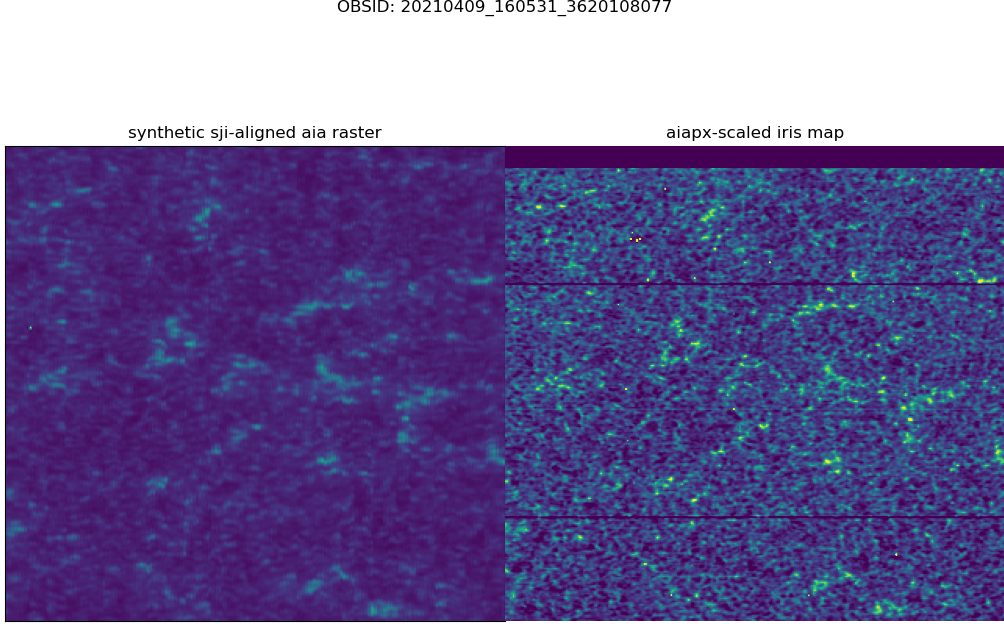 OBSID: 20210409_160531_3620108077
synthetic sji-aligned aia raster
aiapx-scaled iris map